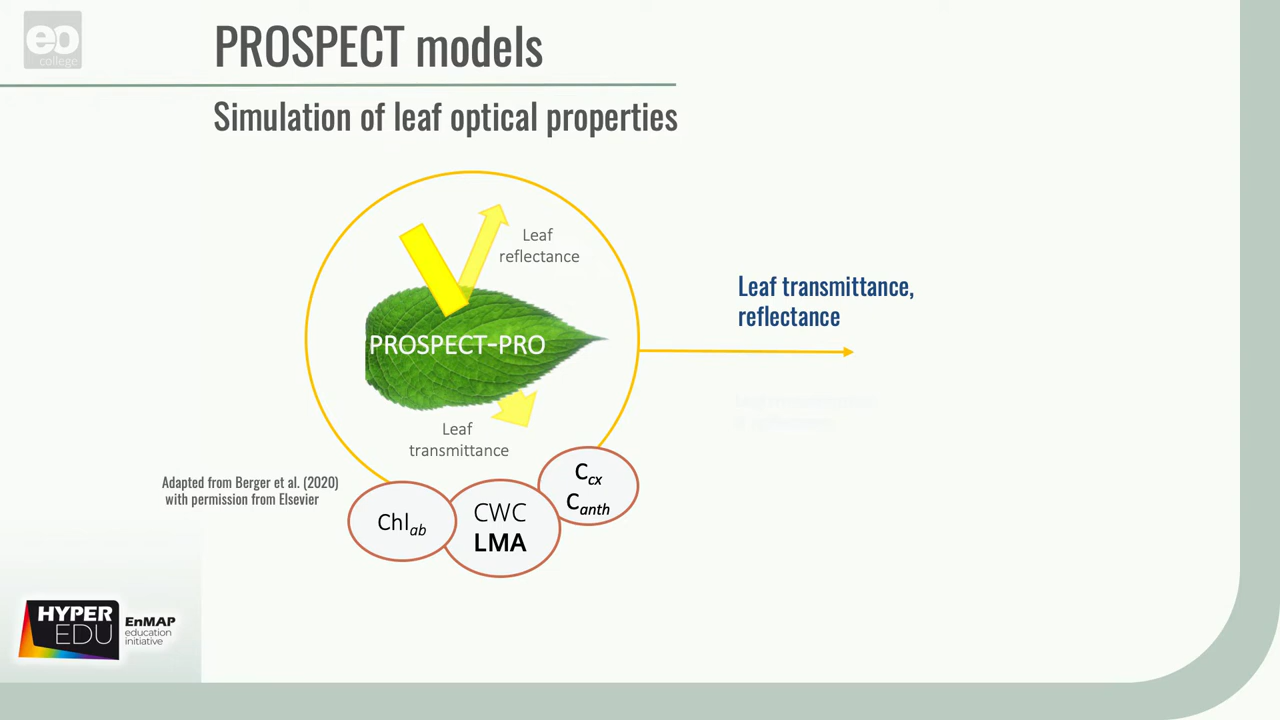 eo
college
PROSPECT models
Simulation of leaf optical properties
Leaf
reflectance
PROSPECT-PRO
Leaf
transmittance
Leaf transmittance,
reflectance
Adapted from Berger et al. (2020)
with permission from Elsevier
Chlab
CWC
LMA
Ccx
Canth
HYPER
EDU
EnMAP
education
initiative